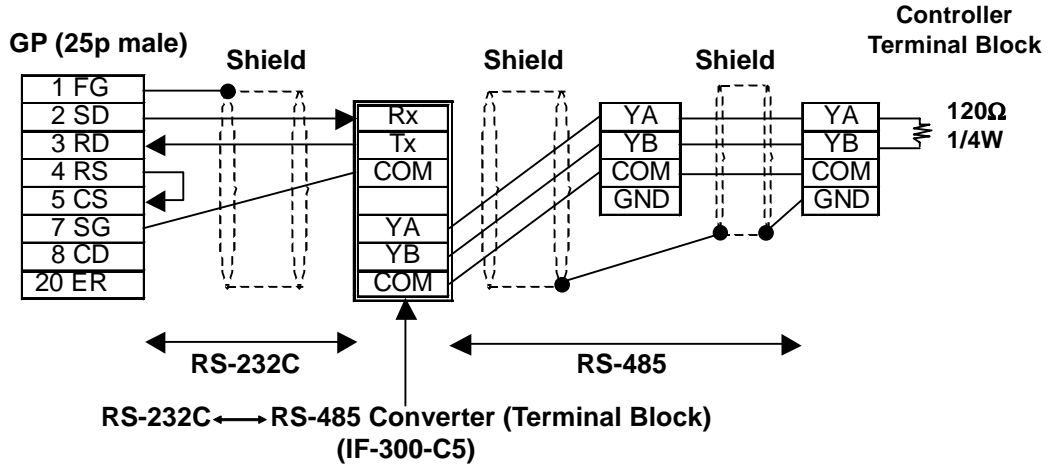 Controller
Terminal Block
GP (25p male)
Shield
Shield
Shield
1 FG
2 SD
3 RD
4 RS
5 CS
7 SG
8 CD
20 ER
Rx
Tx
COM
YA
YB
COM
YA
YB
COM
GND
YA
YB
COM
GND
120Ω
1/4W
RS-232C
RS-485
RS-232C RS-485 Converter (Terminal Block)
(IF-300-C5)